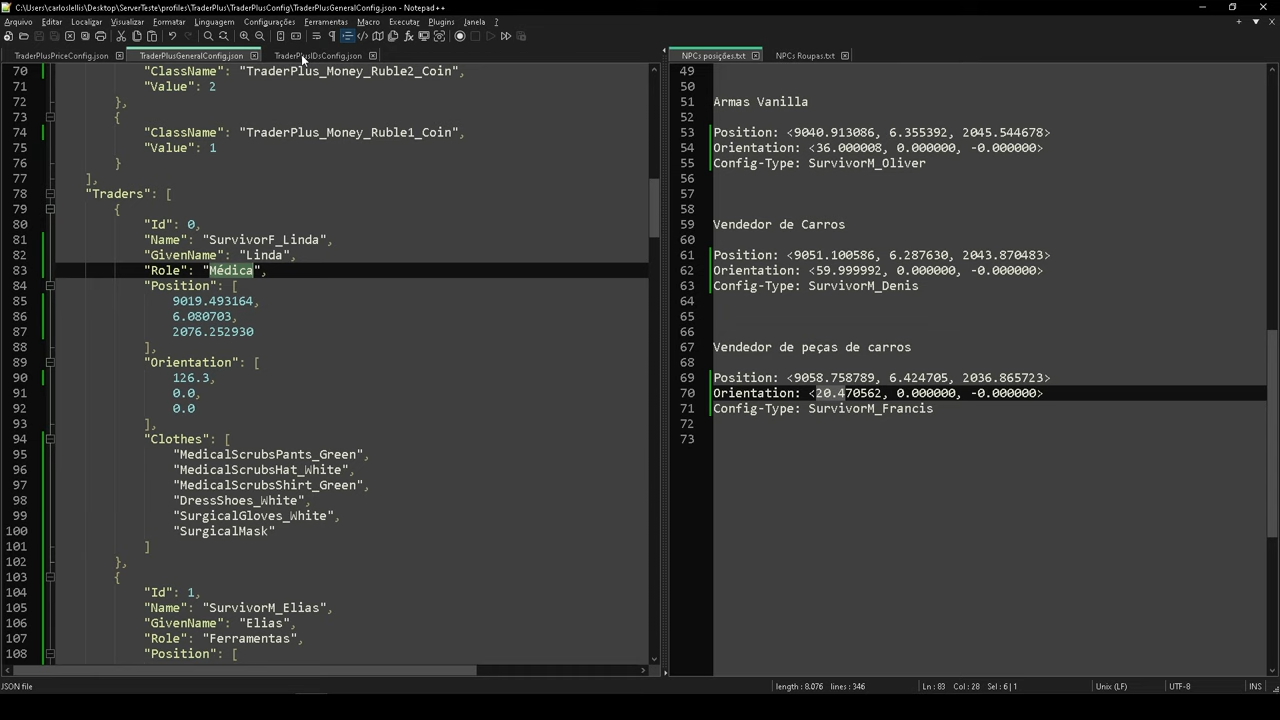 C:\Users\carloslellis\Desktop\ServerTeste\profiles\TraderPlus\TraderPlusConfig\TraderPlusGeneralConfig.json - Notepad++
Arquivo Editar Localizar Visualizar Formatar Linguagem Configurações Ferramentas Macro Executar Plugins Janela ?
TraderPlusPriceConfig.json TraderPlusGeneralConfig.json TraderPlusIDsConfig.json
70 "ClassName": "TraderPlus_Money_Ruble2_Coin",
71 "Value": 2
72 },
73 {
74 "ClassName": "TraderPlus_Money_Ruble1_Coin",
75 "Value": 1
76 }
77 ],
78 "Traders": [
79 {
80 "Id": 0,
81 "Name": "SurvivorF_Linda",
82 "GivenName": "Linda",
83 "Role": "Médica",
84 "Position": [
85 9019.493164,
86 6.080703,
87 2076.252930
88 ],
89 "Orientation": [
90 126.3,
91 0.0,
92 0.0
93 ],
94 "Clothes": [
95 "MedicalScrubsPants_Green",
96 "MedicalScrubsHat_White",
97 "MedicalScrubsShirt_Green",
98 "DressShoes_White",
99 "SurgicalGloves_White",
100 "SurgicalMask"
101 ]
102 },
103 {
104 "Id": 1,
105 "Name": "SurvivorM_Elias",
106 "GivenName": "Elias",
107 "Role": "Ferramentas",
108 "Position": [
NPCs posições.txt NPCs Roupas.txt
49
50
51 Armas Vanilla
52
53 Position: <9040.913086, 6.355392, 2045.544678>
54 Orientation: <36.000008, 0.000000, -0.000000>
55 Config-Type: SurvivorM_Oliver
56
57
58
59 Vendedor de Carros
60
61 Position: <9051.100586, 6.287630, 2043.870483>
62 Orientation: <59.999992, 0.000000, -0.000000>
63 Config-Type: SurvivorM_Denis
64
65
66
67 Vendedor de peças de carros
68
69 Position: <9058.758789, 6.424705, 2036.865723>
70 Orientation: <20.470562, 0.000000, -0.000000>
71 Config-Type: SurvivorM_Francis
72
73
JSON file length : 8.076 lines : 346 Ln : 83 Col : 28 Sel : 6 | 1 Unix (LF) UTF-8 INS